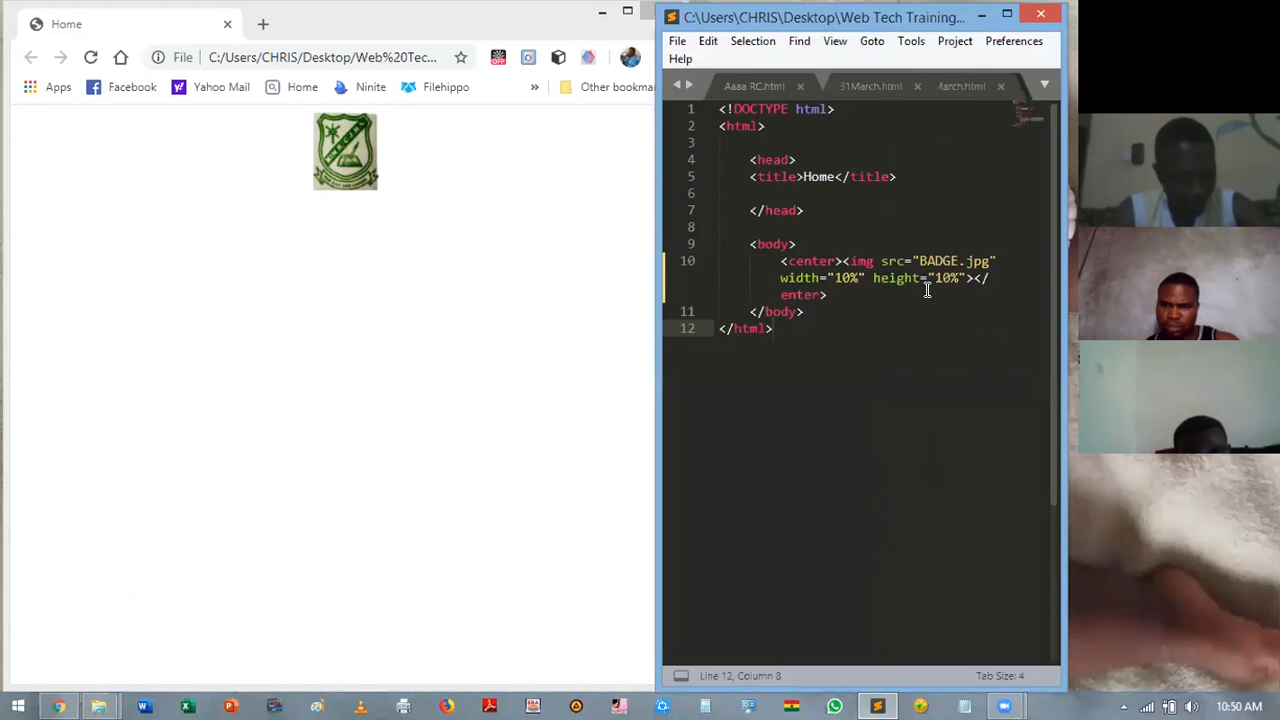 Home
File
C:/Users/CHRIS/Desktop/Web%20Tec...
Apps
Facebook
Yahoo Mail
Home
Ninite
Filehippo
»
Other bookmar
OFF
C:\Users\CHRIS\Desktop\Web Tech Training...
File Edit Selection Find View Goto Tools Project Preferences
Help
Aaaa RC.html
31March.html
March.html
1 <!DOCTYPE html>
2 <html>
3
4 <head>
5 <title>Home</title>
6
7 </head>
8
9 <body>
10 <center><img src="BADGE.jpg"
width="10%" height="10%"></
enter>
11 </body>
12 </html>
Line 12, Column 8
Tab Size: 4
10:50 AM